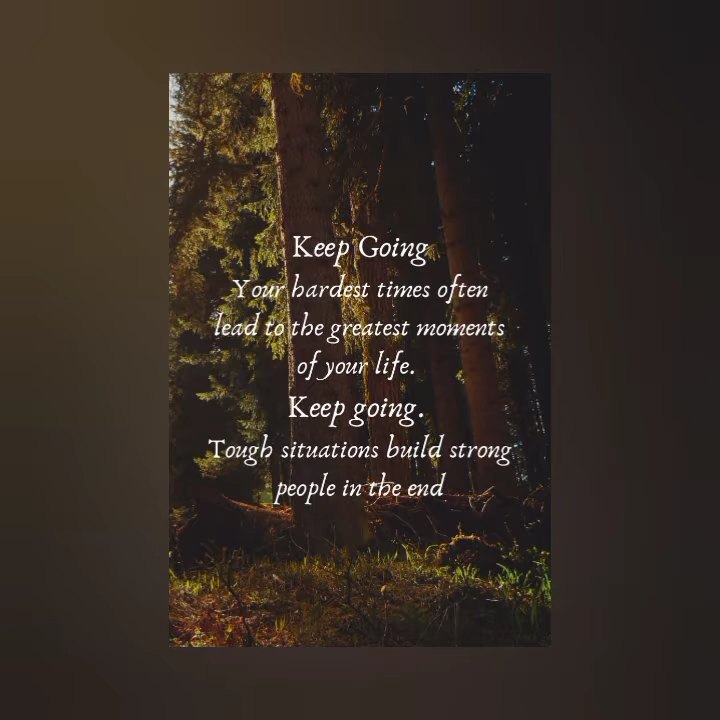 Keep Going
Your hardest times often
lead to the greatest moments
of your life.
Keep going.
Tough situations build strong
people in the end